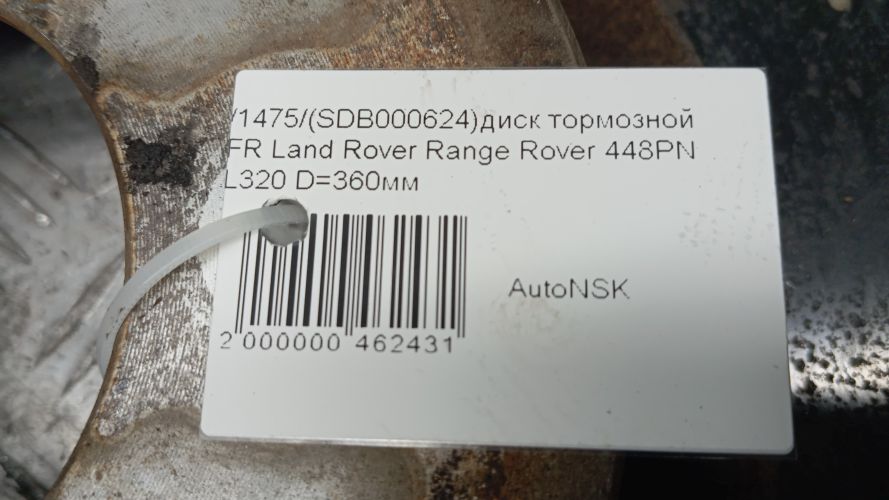 /1475/(SDB000624)диск тормозной
FR Land Rover Range Rover 448PN
L320 D=360мм
AutoNSK
2 000000 462431